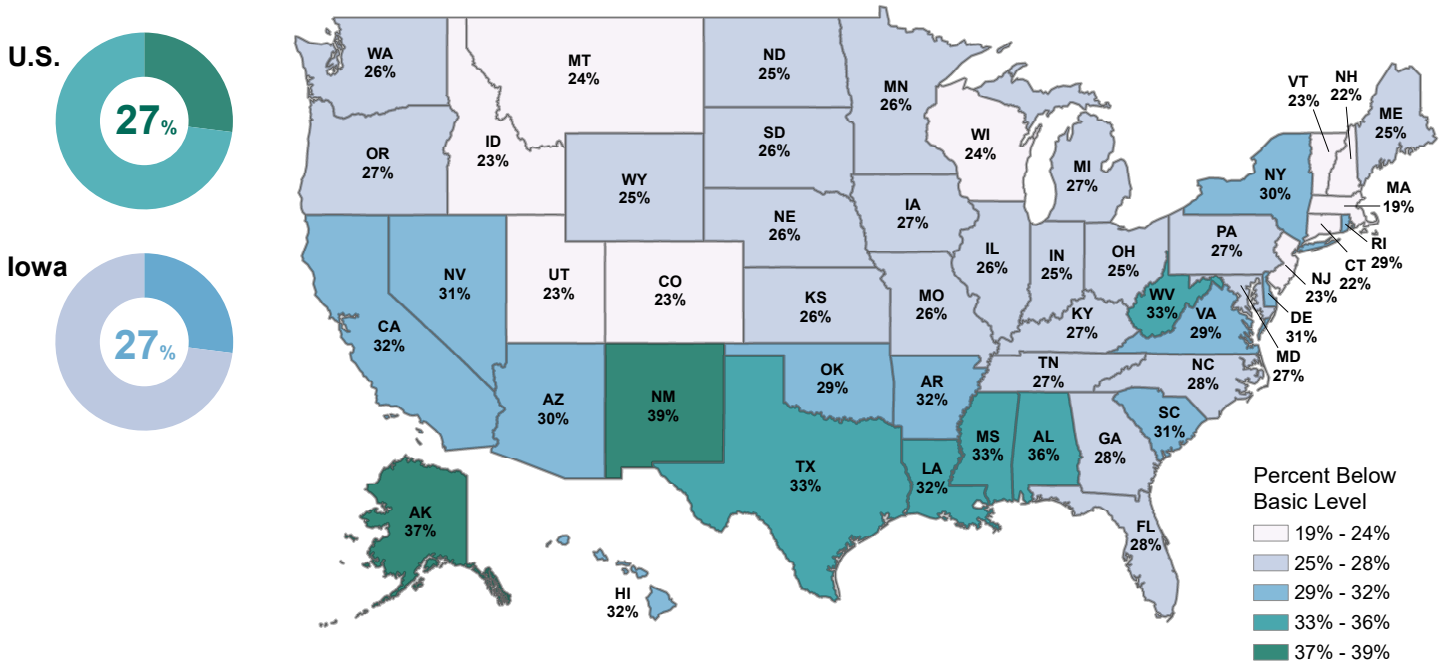 U.S.
27%
Iowa
27%
WA
26%
OR
27%
CA
32%
NV
31%
ID
23%
MT
24%
WY
25%
UT
23%
CO
23%
AZ
30%
NM
39%
ND
25%
SD
26%
NE
26%
KS
26%
OK
29%
TX
33%
MN
26%
IA
27%
MO
26%
AR
32%
LA
32%
WI
24%
IL
26%
MI
27%
IN
25%
OH
25%
KY
27%
TN
27%
MS
33%
AL
36%
GA
28%
FL
28%
SC
31%
NC
28%
VA
29%
WV
33%
PA
27%
NY
30%
VT
23%
NH
22%
ME
25%
MA
19%
RI
29%
CT
22%
NJ
23%
DE
31%
MD
27%
AK
37%
HI
32%
Percent Below
Basic Level
19% - 24%
25% - 28%
29% - 32%
33% - 36%
37% - 39%